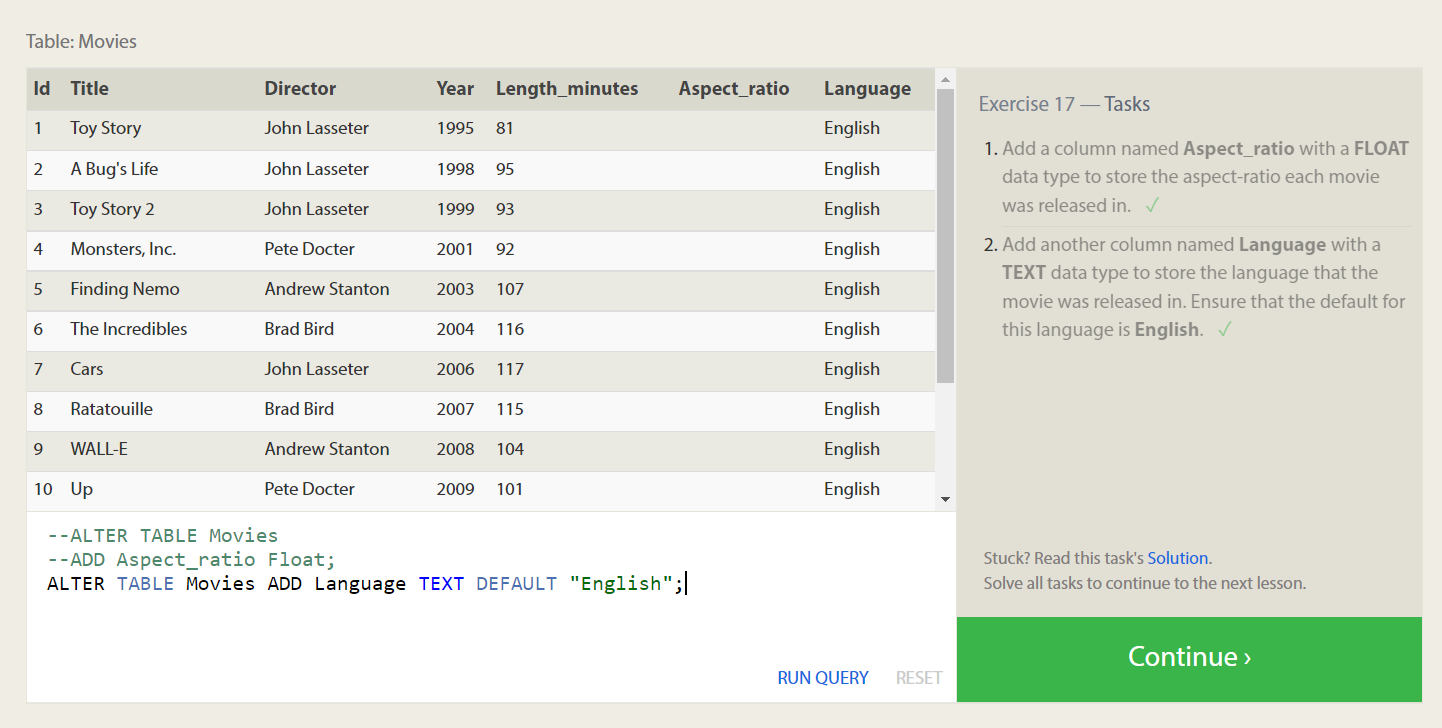 Table: Movies
Id Title Director Year Length_minutes Aspect_ratio Language
1 Toy Story John Lasseter 1995 81 English
2 A Bug's Life John Lasseter 1998 95 English
3 Toy Story 2 John Lasseter 1999 93 English
4 Monsters, Inc. Pete Docter 2001 92 English
5 Finding Nemo Andrew Stanton 2003 107 English
6 The Incredibles Brad Bird 2004 116 English
7 Cars John Lasseter 2006 117 English
8 Ratatouille Brad Bird 2007 115 English
9 WALL-E Andrew Stanton 2008 104 English
10 Up Pete Docter 2009 101 English
--ALTER TABLE Movies
--ADD Aspect_ratio Float;
ALTER TABLE Movies ADD Language TEXT DEFAULT "English";
RUN QUERY RESET
Exercise 17 — Tasks
1. Add a column named Aspect_ratio with a FLOAT
data type to store the aspect-ratio each movie
was released in. ✓
2. Add another column named Language with a
TEXT data type to store the language that the
movie was released in. Ensure that the default for
this language is English. ✓
Stuck? Read this task's Solution.
Solve all tasks to continue to the next lesson.
Continue ›